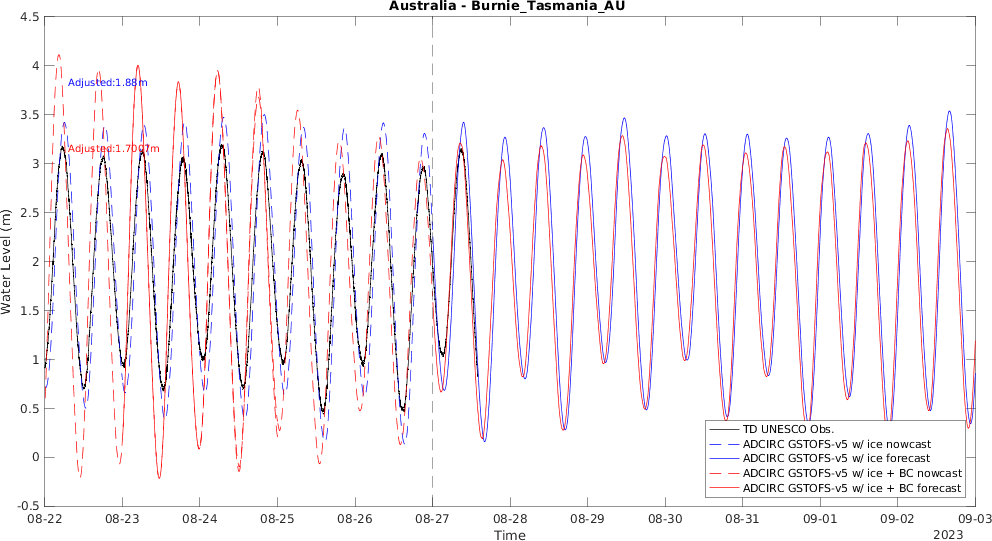 Australia - Burnie_Tasmania_AU
4.5
4
3.5
3
2.5
2
1.5
1
0.5
0
-0.5
Water Level (m)
Adjusted:1.88m
Adjusted:1.7007m
TD UNESCO Obs.
ADCIRC GSTOFS-v5 w/ ice nowcast
ADCIRC GSTOFS-v5 w/ ice forecast
ADCIRC GSTOFS-v5 w/ ice + BC nowcast
ADCIRC GSTOFS-v5 w/ ice + BC forecast
08-22 08-23 08-24 08-25 08-26 08-27 08-28 08-29 08-30 08-31 09-01 09-02 09-03
Time
2023